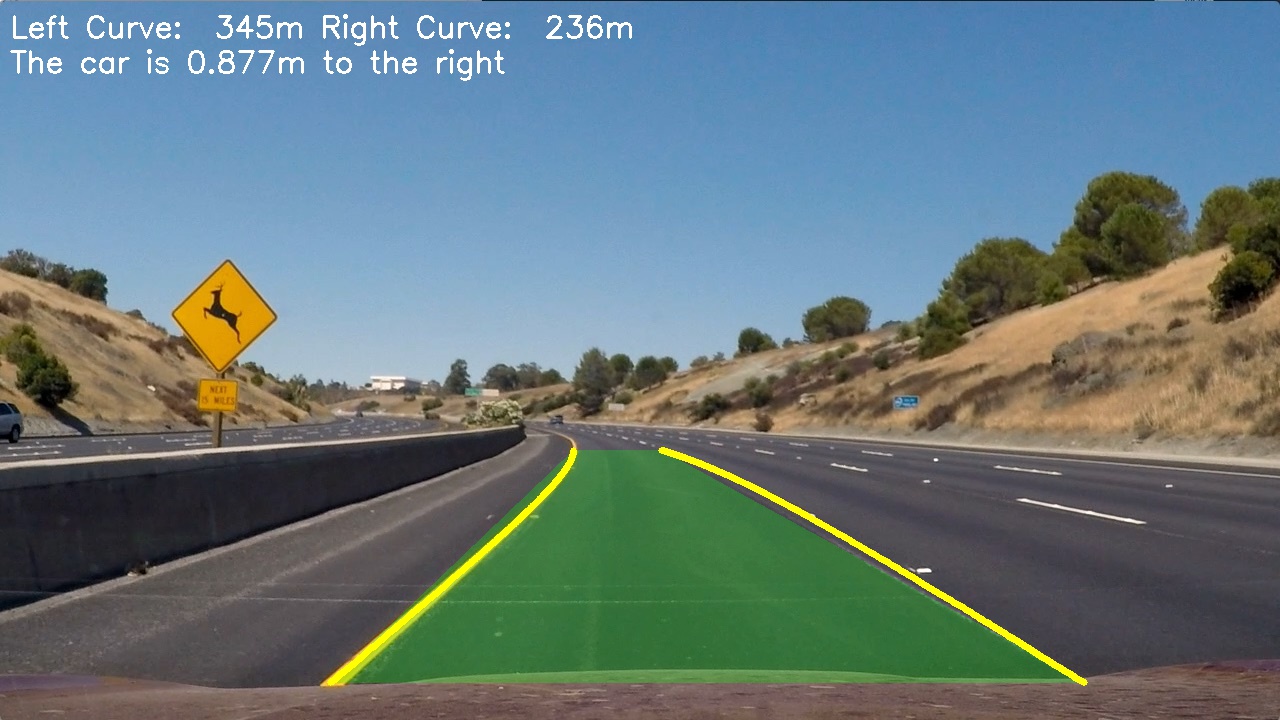 Left Curve: 345m Right Curve: 236m
The car is 0.877m to the right
NEXT
15 MILES